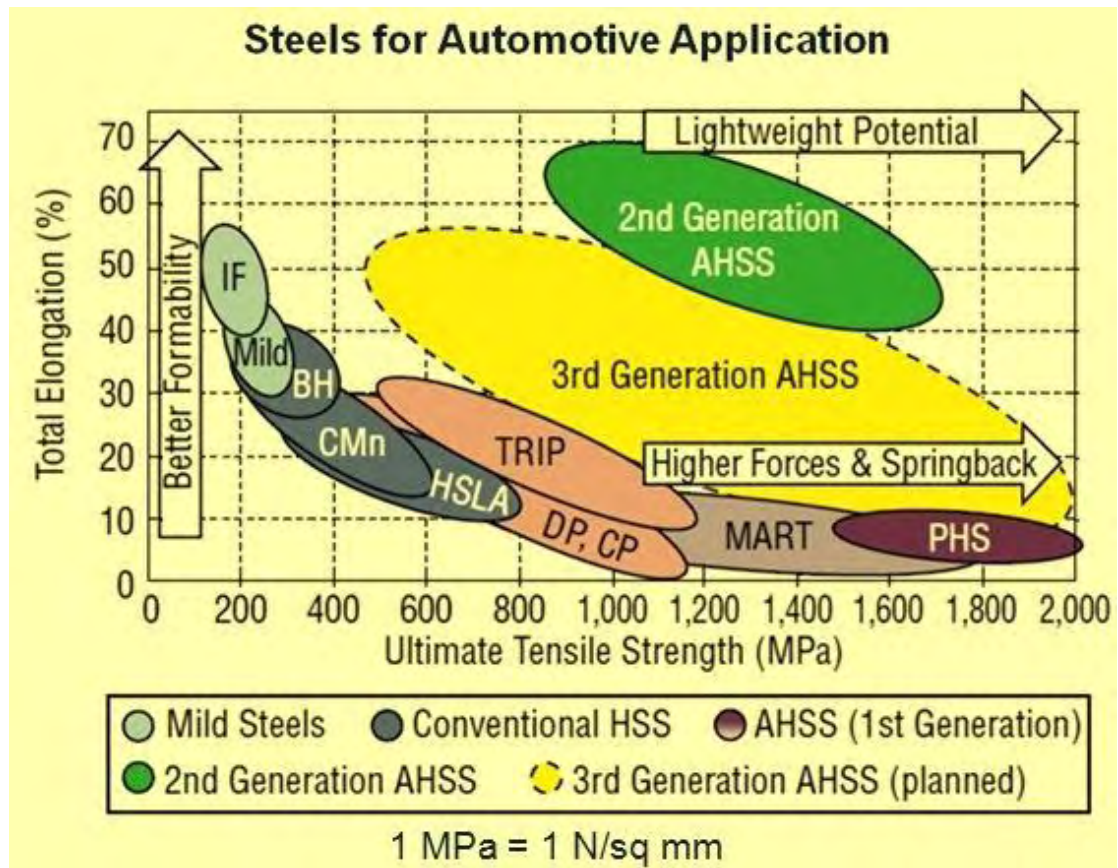 Steels for Automotive Application
Total Elongation (%)
70
60
50
40
30
20
10
0
Better Formability
Lightweight Potential
2nd Generation
AHSS
IF
Mild
BH
3rd Generation AHSS
CMn
TRIP
Higher Forces & Springback
HSLA
DP, CP
MART
PHS
0 200 400 600 800 1,000 1,200 1,400 1,600 1,800 2,000
Ultimate Tensile Strength (MPa)
Mild Steels Conventional HSS AHSS (1st Generation)
2nd Generation AHSS 3rd Generation AHSS (planned)
1 MPa = 1 N/sq mm